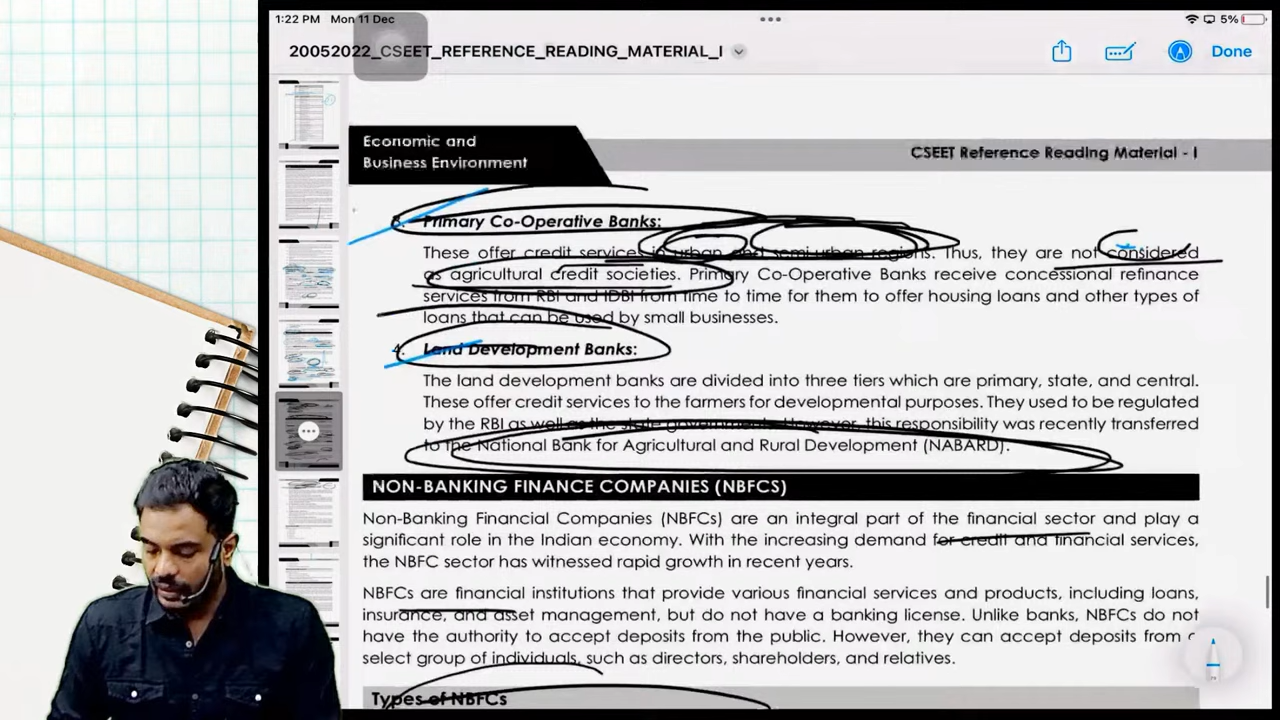 1:22 PM Mon 11 Dec
5%
20052022_CSEET_REFERENCE_READING_MATERIAL_I
Done
Economic and
Business Environment
CSEET Reference Reading Material - I
3. Primary Co-Operative Banks:
These offer credit services in urban and semi-urban regions. Thus, they are not considered
as agricultural credit societies. Primary Co-Operative Banks receive concessional refinance
services from RBI and IDBI from time to time for them to offer housing loans and other types of
loans that can be used by small businesses.
4. Land Development Banks:
The land development banks are divided into three tiers which are primary, state, and central.
These offer credit services to the farmers for developmental purposes. They used to be regulated
by the RBI as well as the state governments. However, this responsibility was recently transferred
to the National Bank for Agricultural and Rural Development (NABARD).
NON-BANKING FINANCE COMPANIES (NBFCS)
Non-Banking Financial Companies (NBFCs) are an integral part of the financial sector and play a
significant role in the Indian economy. With the increasing demand for credit and financial services,
the NBFC sector has witnessed rapid growth in recent years.
NBFCs are financial institutions that provide various financial services and products, including loans,
insurance, and asset management, but do not have a banking license. Unlike banks, NBFCs do not
have the authority to accept deposits from the public. However, they can accept deposits from a
select group of individuals, such as directors, shareholders, and relatives.
Types of NBFCs